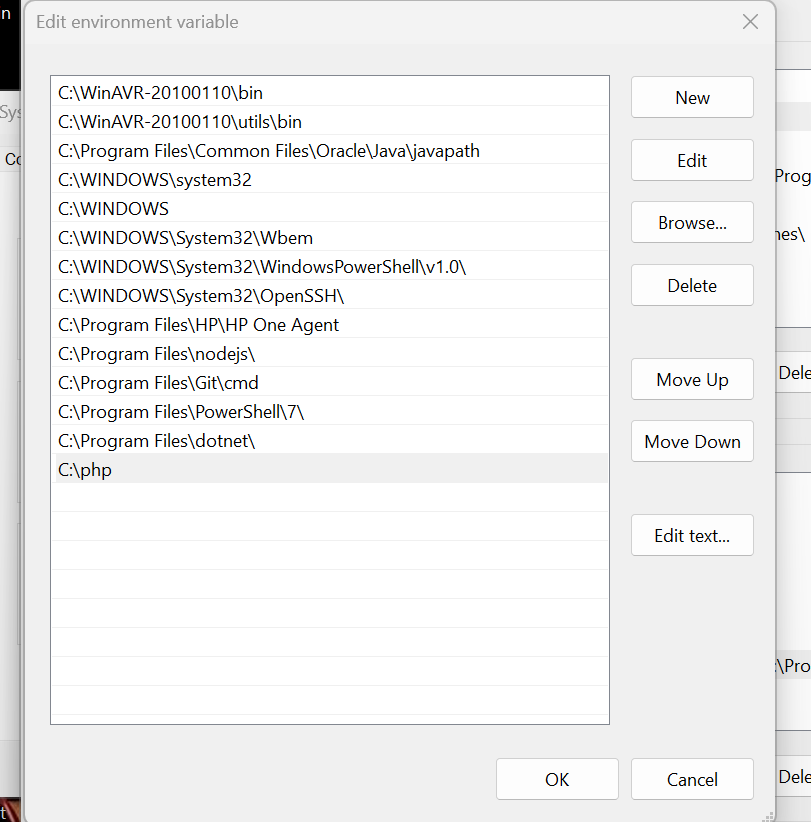 n
Edit environment variable
Sys
Co
C:\WinAVR-20100110\bin
C:\WinAVR-20100110\utils\bin
C:\Program Files\Common Files\Oracle\Java\javapath
C:\WINDOWS\system32
C:\WINDOWS
C:\WINDOWS\System32\Wbem
C:\WINDOWS\System32\WindowsPowerShell\v1.0\
C:\WINDOWS\System32\OpenSSH\
C:\Program Files\HP\HP One Agent
C:\Program Files\nodejs\
C:\Program Files\Git\cmd
C:\Program Files\PowerShell\7\
C:\Program Files\dotnet\
C:\php
New
Edit
Browse...
Delete
Move Up
Move Down
Edit text...
OK
Cancel
Prog
nes\
Dele
:\Pro
Dele
t